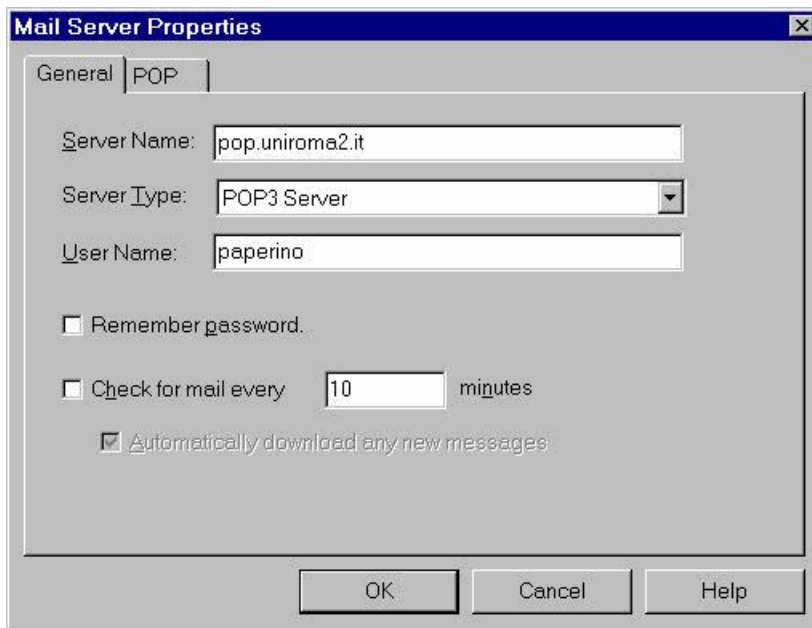 Mail Server Properties
General POP
Server Name: pop.uniroma2.it
Server Type: POP3 Server
User Name: paperino
Remember password.
Check for mail every 10 minutes
Automatically download any new messages
OK Cancel Help